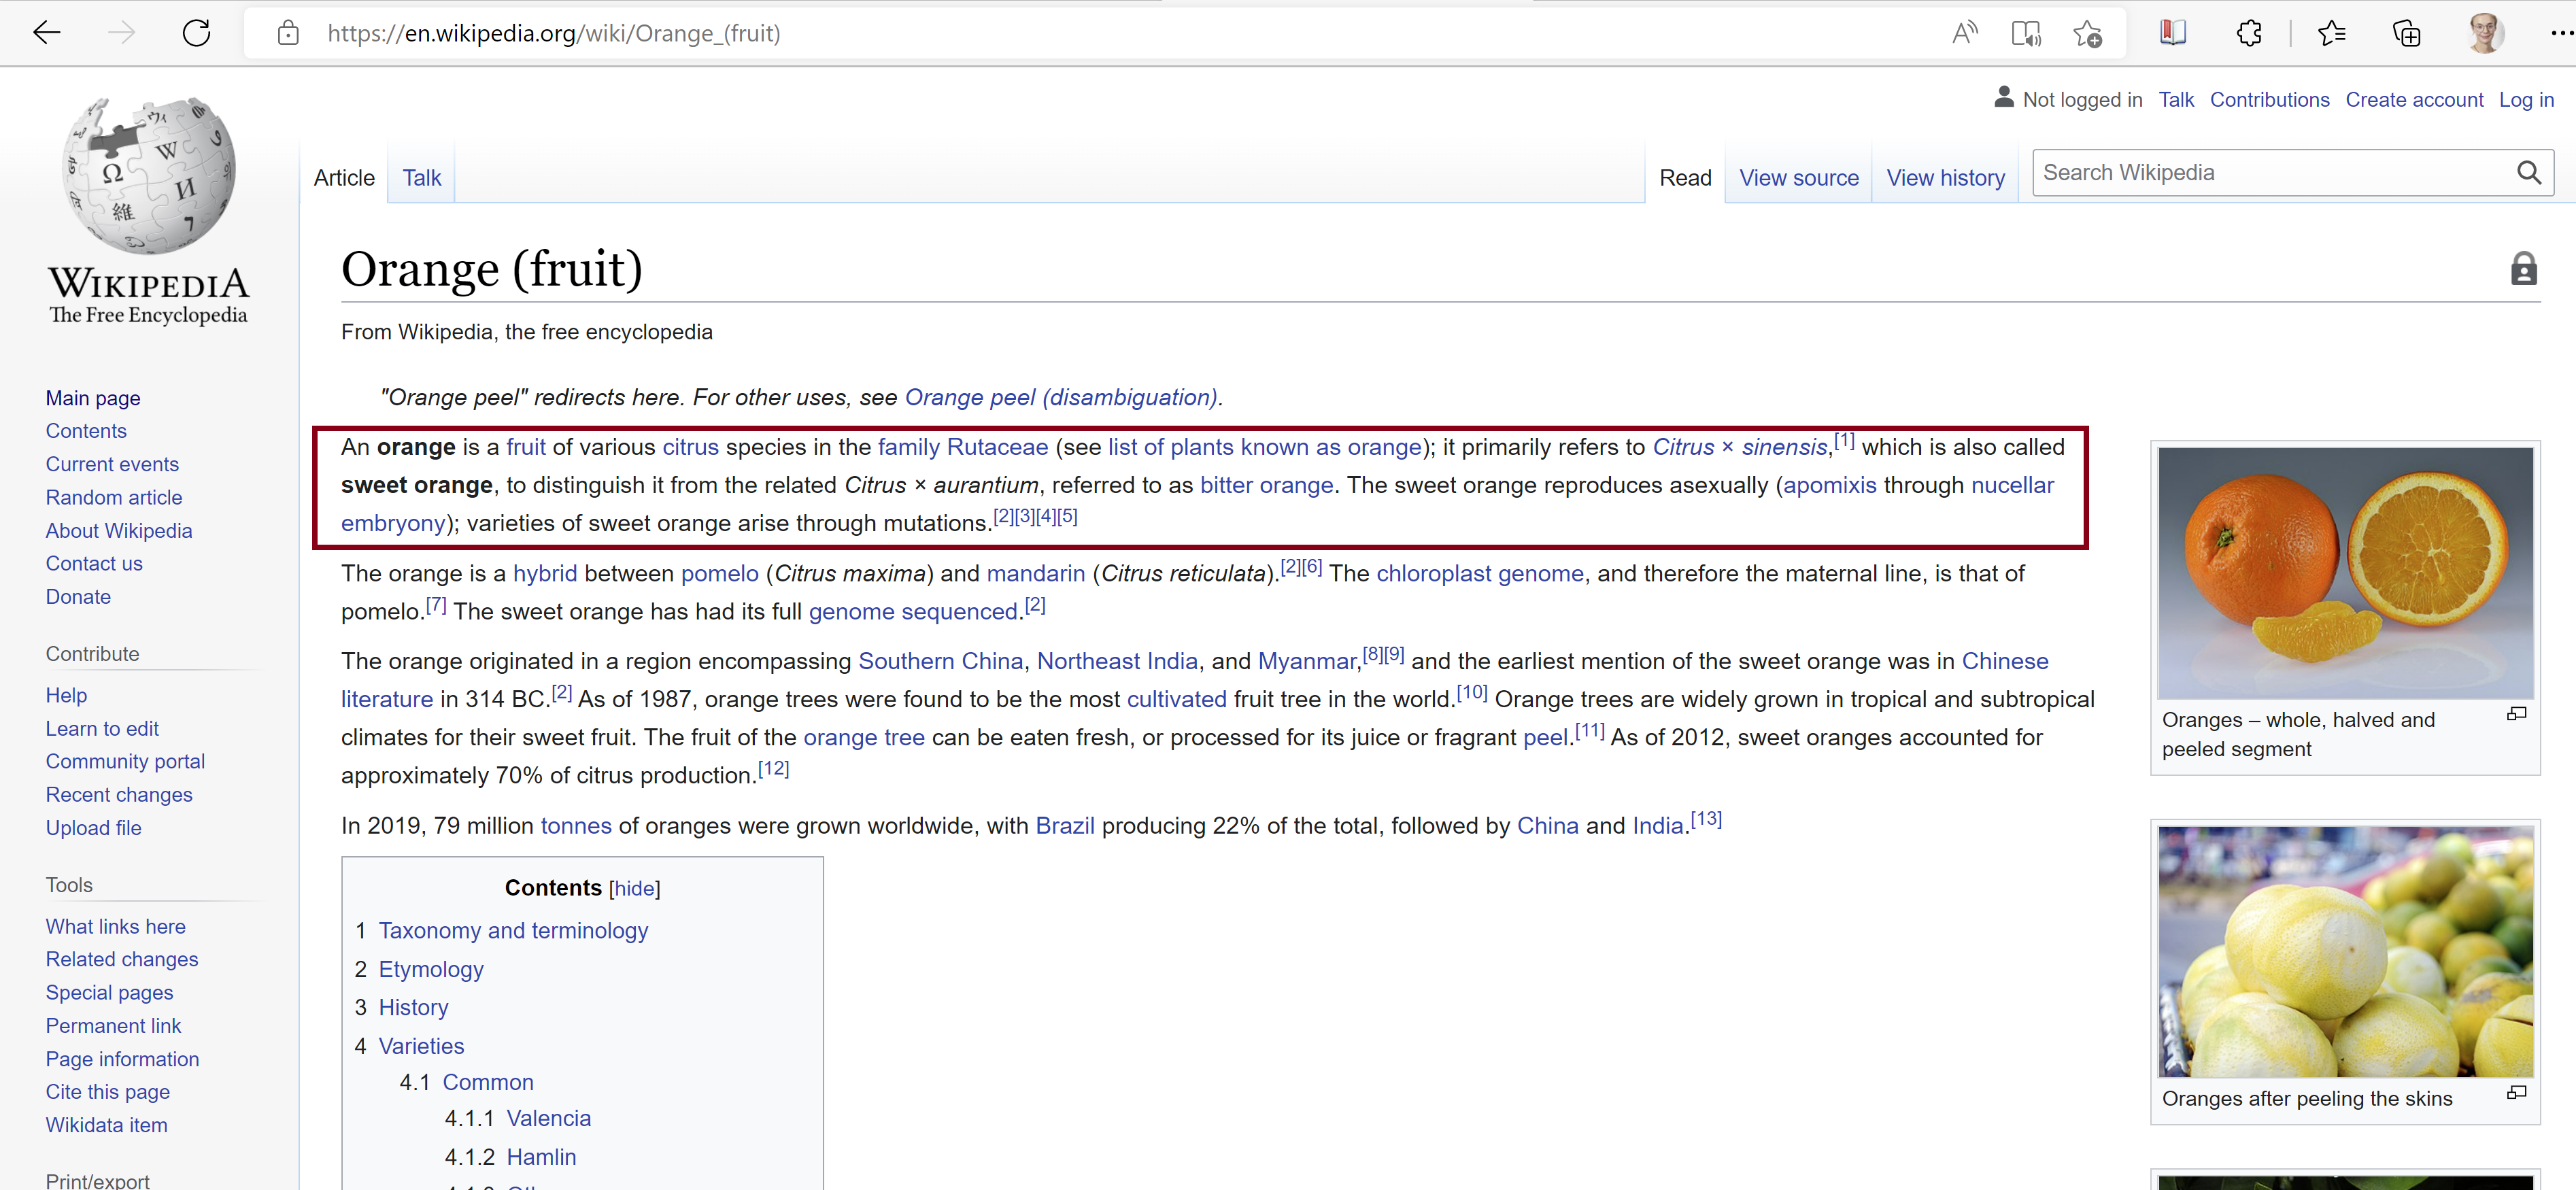 https://en.wikipedia.org/wiki/Orange_(fruit)
Not logged in Talk Contributions Create account Log in
Article Talk Read View source View history Search Wikipedia
WIKIPEDIA
The Free Encyclopedia
Main page
Contents
Current events
Random article
About Wikipedia
Contact us
Donate
Contribute
Help
Learn to edit
Community portal
Recent changes
Upload file
Tools
What links here
Related changes
Special pages
Permanent link
Page information
Cite this page
Wikidata item
Print/export
Orange (fruit)
From Wikipedia, the free encyclopedia
"Orange peel" redirects here. For other uses, see Orange peel (disambiguation).
An orange is a fruit of various citrus species in the family Rutaceae (see list of plants known as orange); it primarily refers to Citrus × sinensis,[1] which is also called
sweet orange, to distinguish it from the related Citrus × aurantium, referred to as bitter orange. The sweet orange reproduces asexually (apomixis through nucellar
embryony); varieties of sweet orange arise through mutations.[2][3][4][5]
The orange is a hybrid between pomelo (Citrus maxima) and mandarin (Citrus reticulata).[2][6] The chloroplast genome, and therefore the maternal line, is that of
pomelo.[7] The sweet orange has had its full genome sequenced.[2]
The orange originated in a region encompassing Southern China, Northeast India, and Myanmar,[8][9] and the earliest mention of the sweet orange was in Chinese
literature in 314 BC.[2] As of 1987, orange trees were found to be the most cultivated fruit tree in the world.[10] Orange trees are widely grown in tropical and subtropical
climates for their sweet fruit. The fruit of the orange tree can be eaten fresh, or processed for its juice or fragrant peel.[11] As of 2012, sweet oranges accounted for
approximately 70% of citrus production.[12]
In 2019, 79 million tonnes of oranges were grown worldwide, with Brazil producing 22% of the total, followed by China and India.[13]
Contents [hide]
1 Taxonomy and terminology
2 Etymology
3 History
4 Varieties
4.1 Common
4.1.1 Valencia
4.1.2 Hamlin
Oranges – whole, halved and
peeled segment
Oranges after peeling the skins